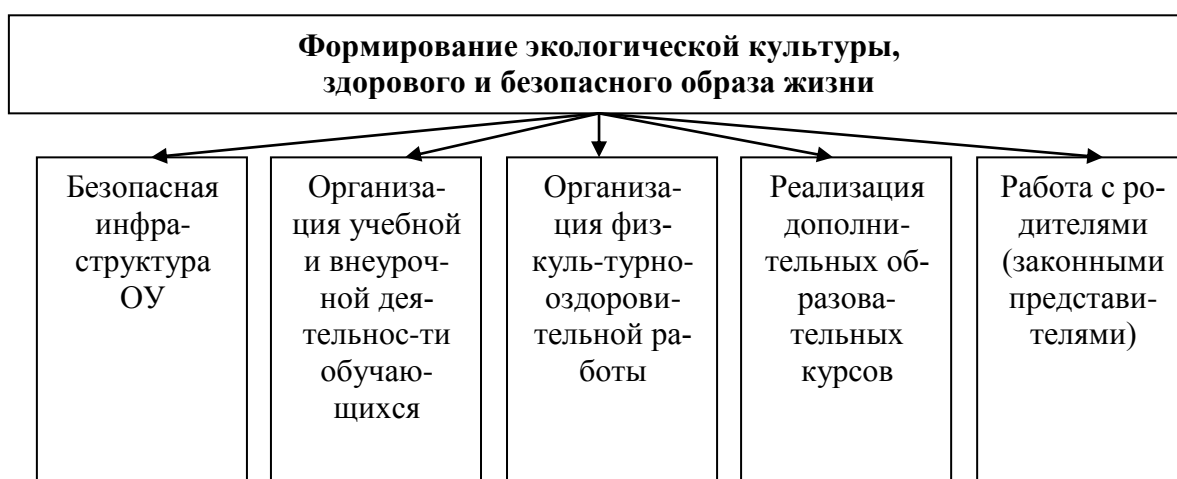 Формирование экологической культуры,
здорового и безопасного образа жизни
Безопасная
инфра-
структура
ОУ
Организа-
ция учебной
и внеуроч-
ной дея-
тельнос-ти
обучаю-
щихся
Организа-
ция физ-
куль-турно-
оздорови-
тельной ра-
боты
Реализация
дополни-
тельных об-
разова-
тельных
курсов
Работа с ро-
дителями
(законными
представи-
телями)